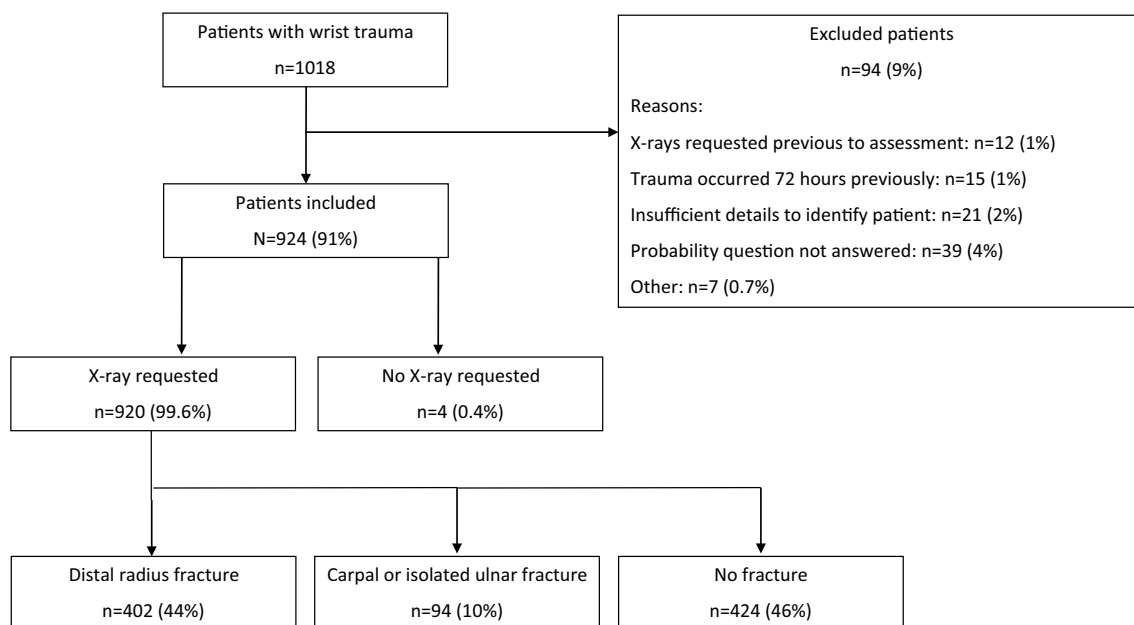 Patients with wrist trauma
n=1018
Excluded patients
n=94 (9%)
Reasons:
X-rays requested previous to assessment: n=12 (1%)
Trauma occurred 72 hours previously: n=15 (1%)
Insufficient details to identify patient: n=21 (2%)
Probability question not answered: n=39 (4%)
Other: n=7 (0.7%)
Patients included
N=924 (91%)
X-ray requested
n=920 (99.6%)
No X-ray requested
n=4 (0.4%)
Distal radius fracture
n=402 (44%)
Carpal or isolated ulnar fracture
n=94 (10%)
No fracture
n=424 (46%)